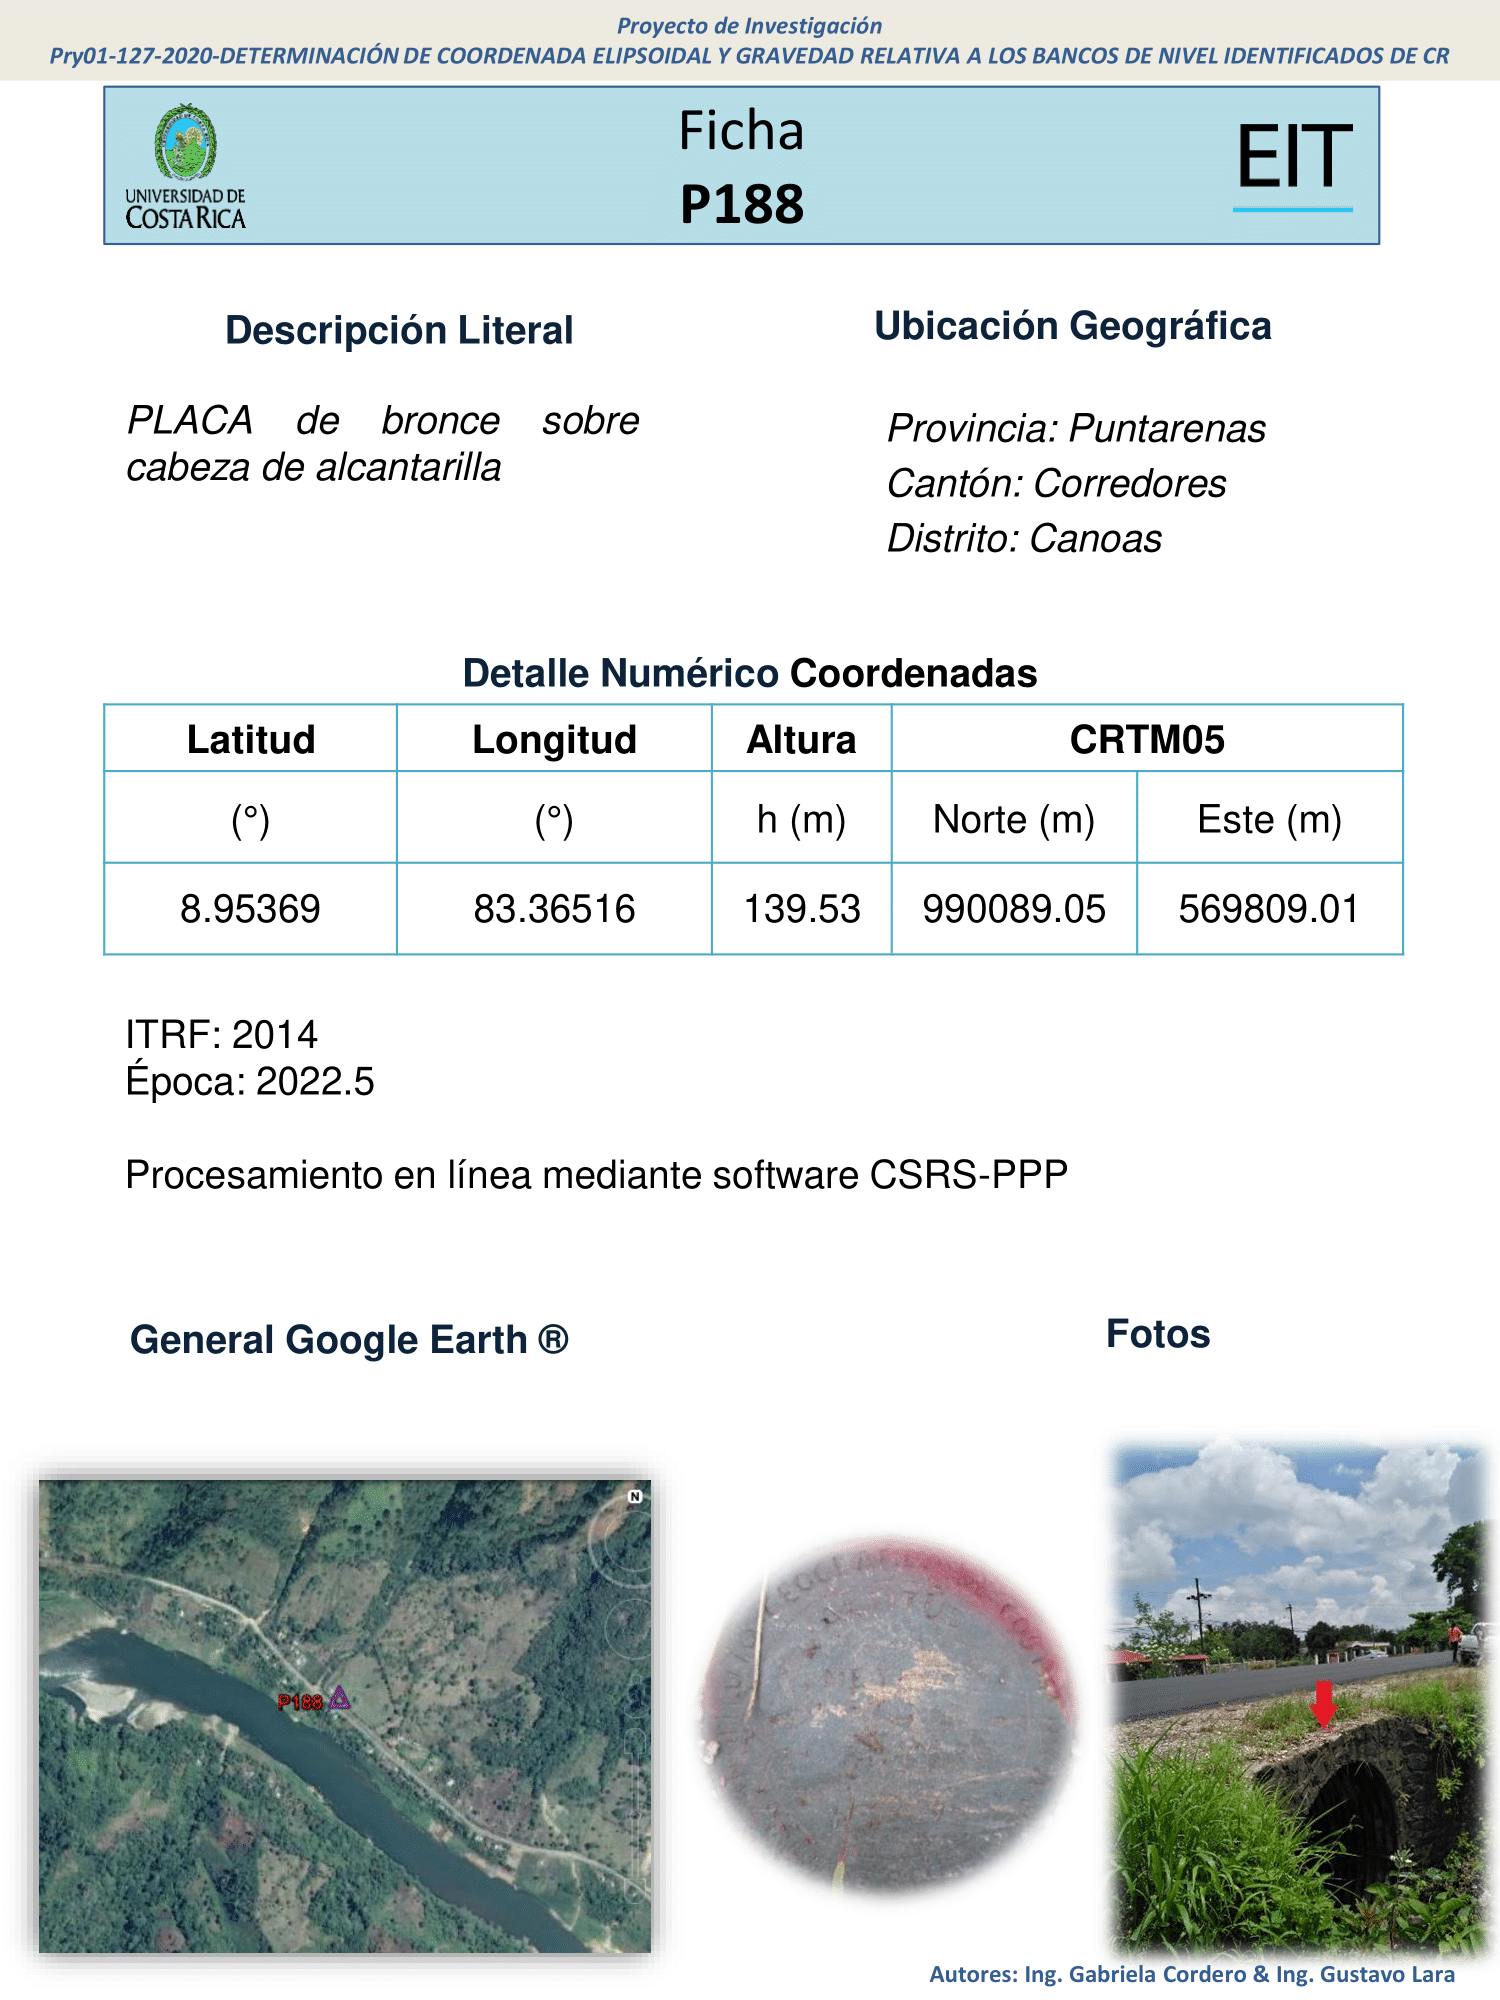 Proyecto de Investigación
Pry01-127-2020-DETERMINACIÓN DE COORDENADA ELIPSOIDAL Y GRAVEDAD RELATIVA A LOS BANCOS DE NIVEL IDENTIFICADOS DE CR
UNIVERSIDAD DE
COSTA RICA
Ficha
P188
EIT
Descripción Literal
PLACA de bronce sobre
cabeza de alcantarilla
Ubicación Geográfica
Provincia: Puntarenas
Cantón: Corredores
Distrito: Canoas
Detalle Numérico Coordenadas
Latitud Longitud Altura CRTM05
(°) (°) h (m) Norte (m) Este (m)
8.95369 83.36516 139.53 990089.05 569809.01
ITRF: 2014
Época: 2022.5
Procesamiento en línea mediante software CSRS-PPP
General Google Earth ®
Fotos
N
P188
Autores: Ing. Gabriela Cordero & Ing. Gustavo Lara